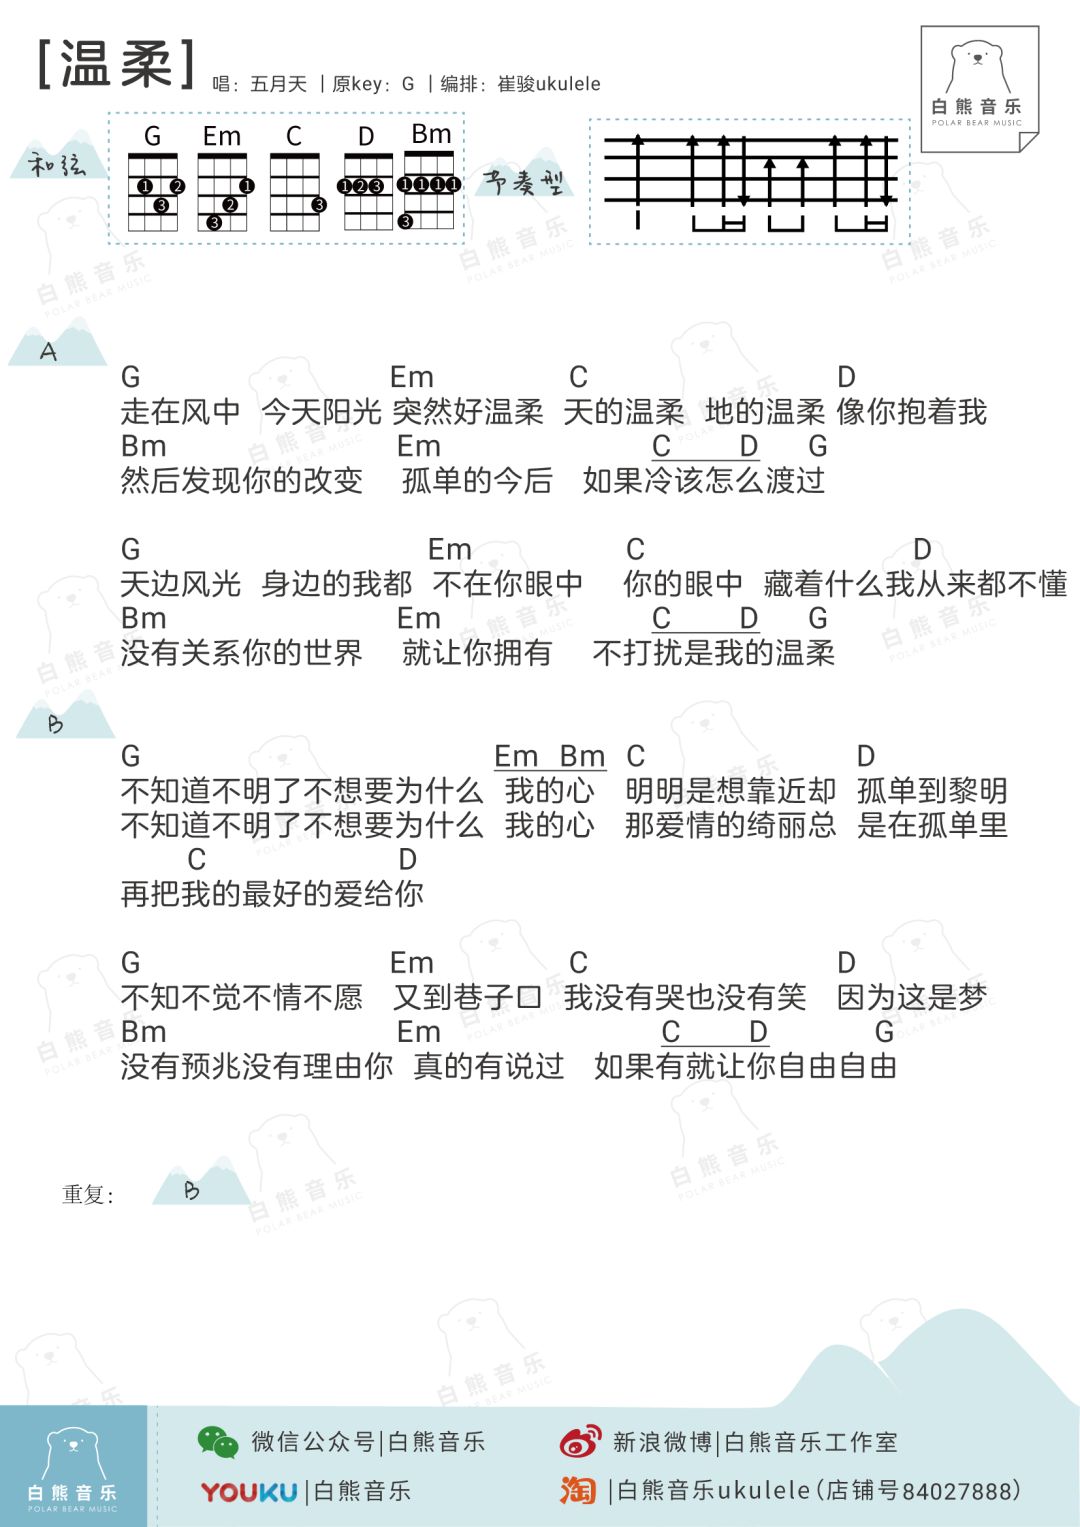 [温柔]
唱：五月天 | 原key：G | 编排：崔骏ukulele
白熊音乐
POLAR BEAR MUSIC
和弦
G Em C D Bm
节奏型
A
G Em C D
走在风中 今天阳光 突然好温柔 天的温柔 地的温柔 像你抱着我
Bm Em C D G
然后发现你的改变 孤单的今后 如果冷该怎么渡过
G Em C D
天边风光 身边的我都 不在你眼中 你的眼中 藏着什么我从来都不懂
Bm Em C D G
没有关系你的世界 就让你拥有 不打扰是我的温柔
B
G Em Bm C D
不知道不明了不想要为什么 我的心 明明是想靠近却 孤单到黎明
不知道不明了不想要为什么 我的心 那爱情的绮丽总 是在孤单里
C D
再把我的最好的爱给你
G Em C D
不知不觉不情不愿 又到巷子口 我没有哭也没有笑 因为这是梦
Bm Em C D G
没有预兆没有理由你 真的有说过 如果有就让你自由自由
重复： B
白熊音乐
POLAR BEAR MUSIC
微信公众号|白熊音乐
新浪微博|白熊音乐工作室
YOUKU |白熊音乐
淘 |白熊音乐ukulele（店铺号84027888）